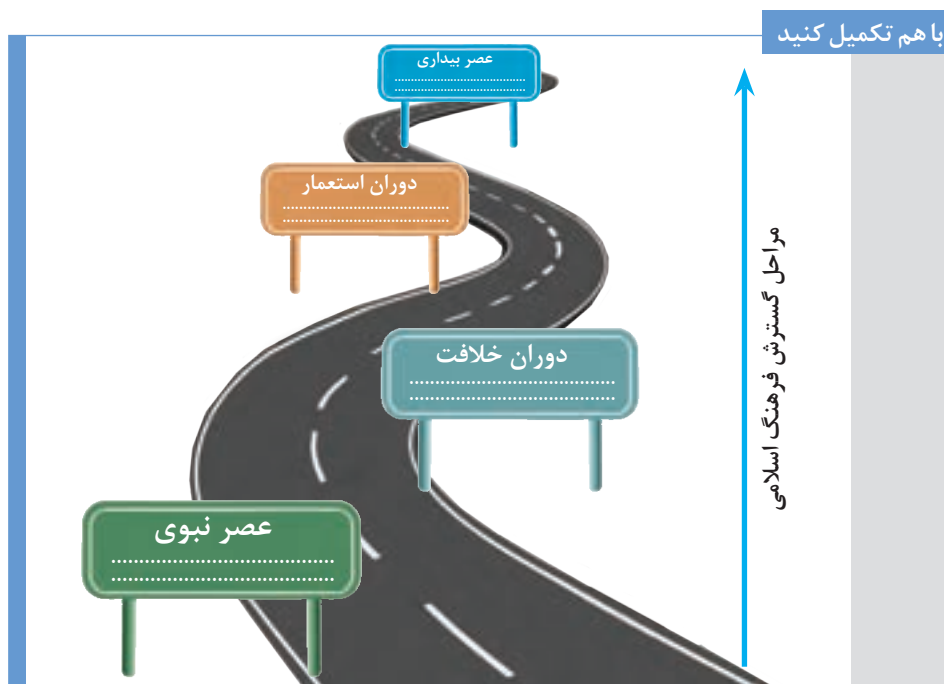 با هم تکمیل کنید
عصر بیداری
دوران استعمار
دوران خلافت
عصر نبوی
مراحل گسترش فرهنگ اسلامی